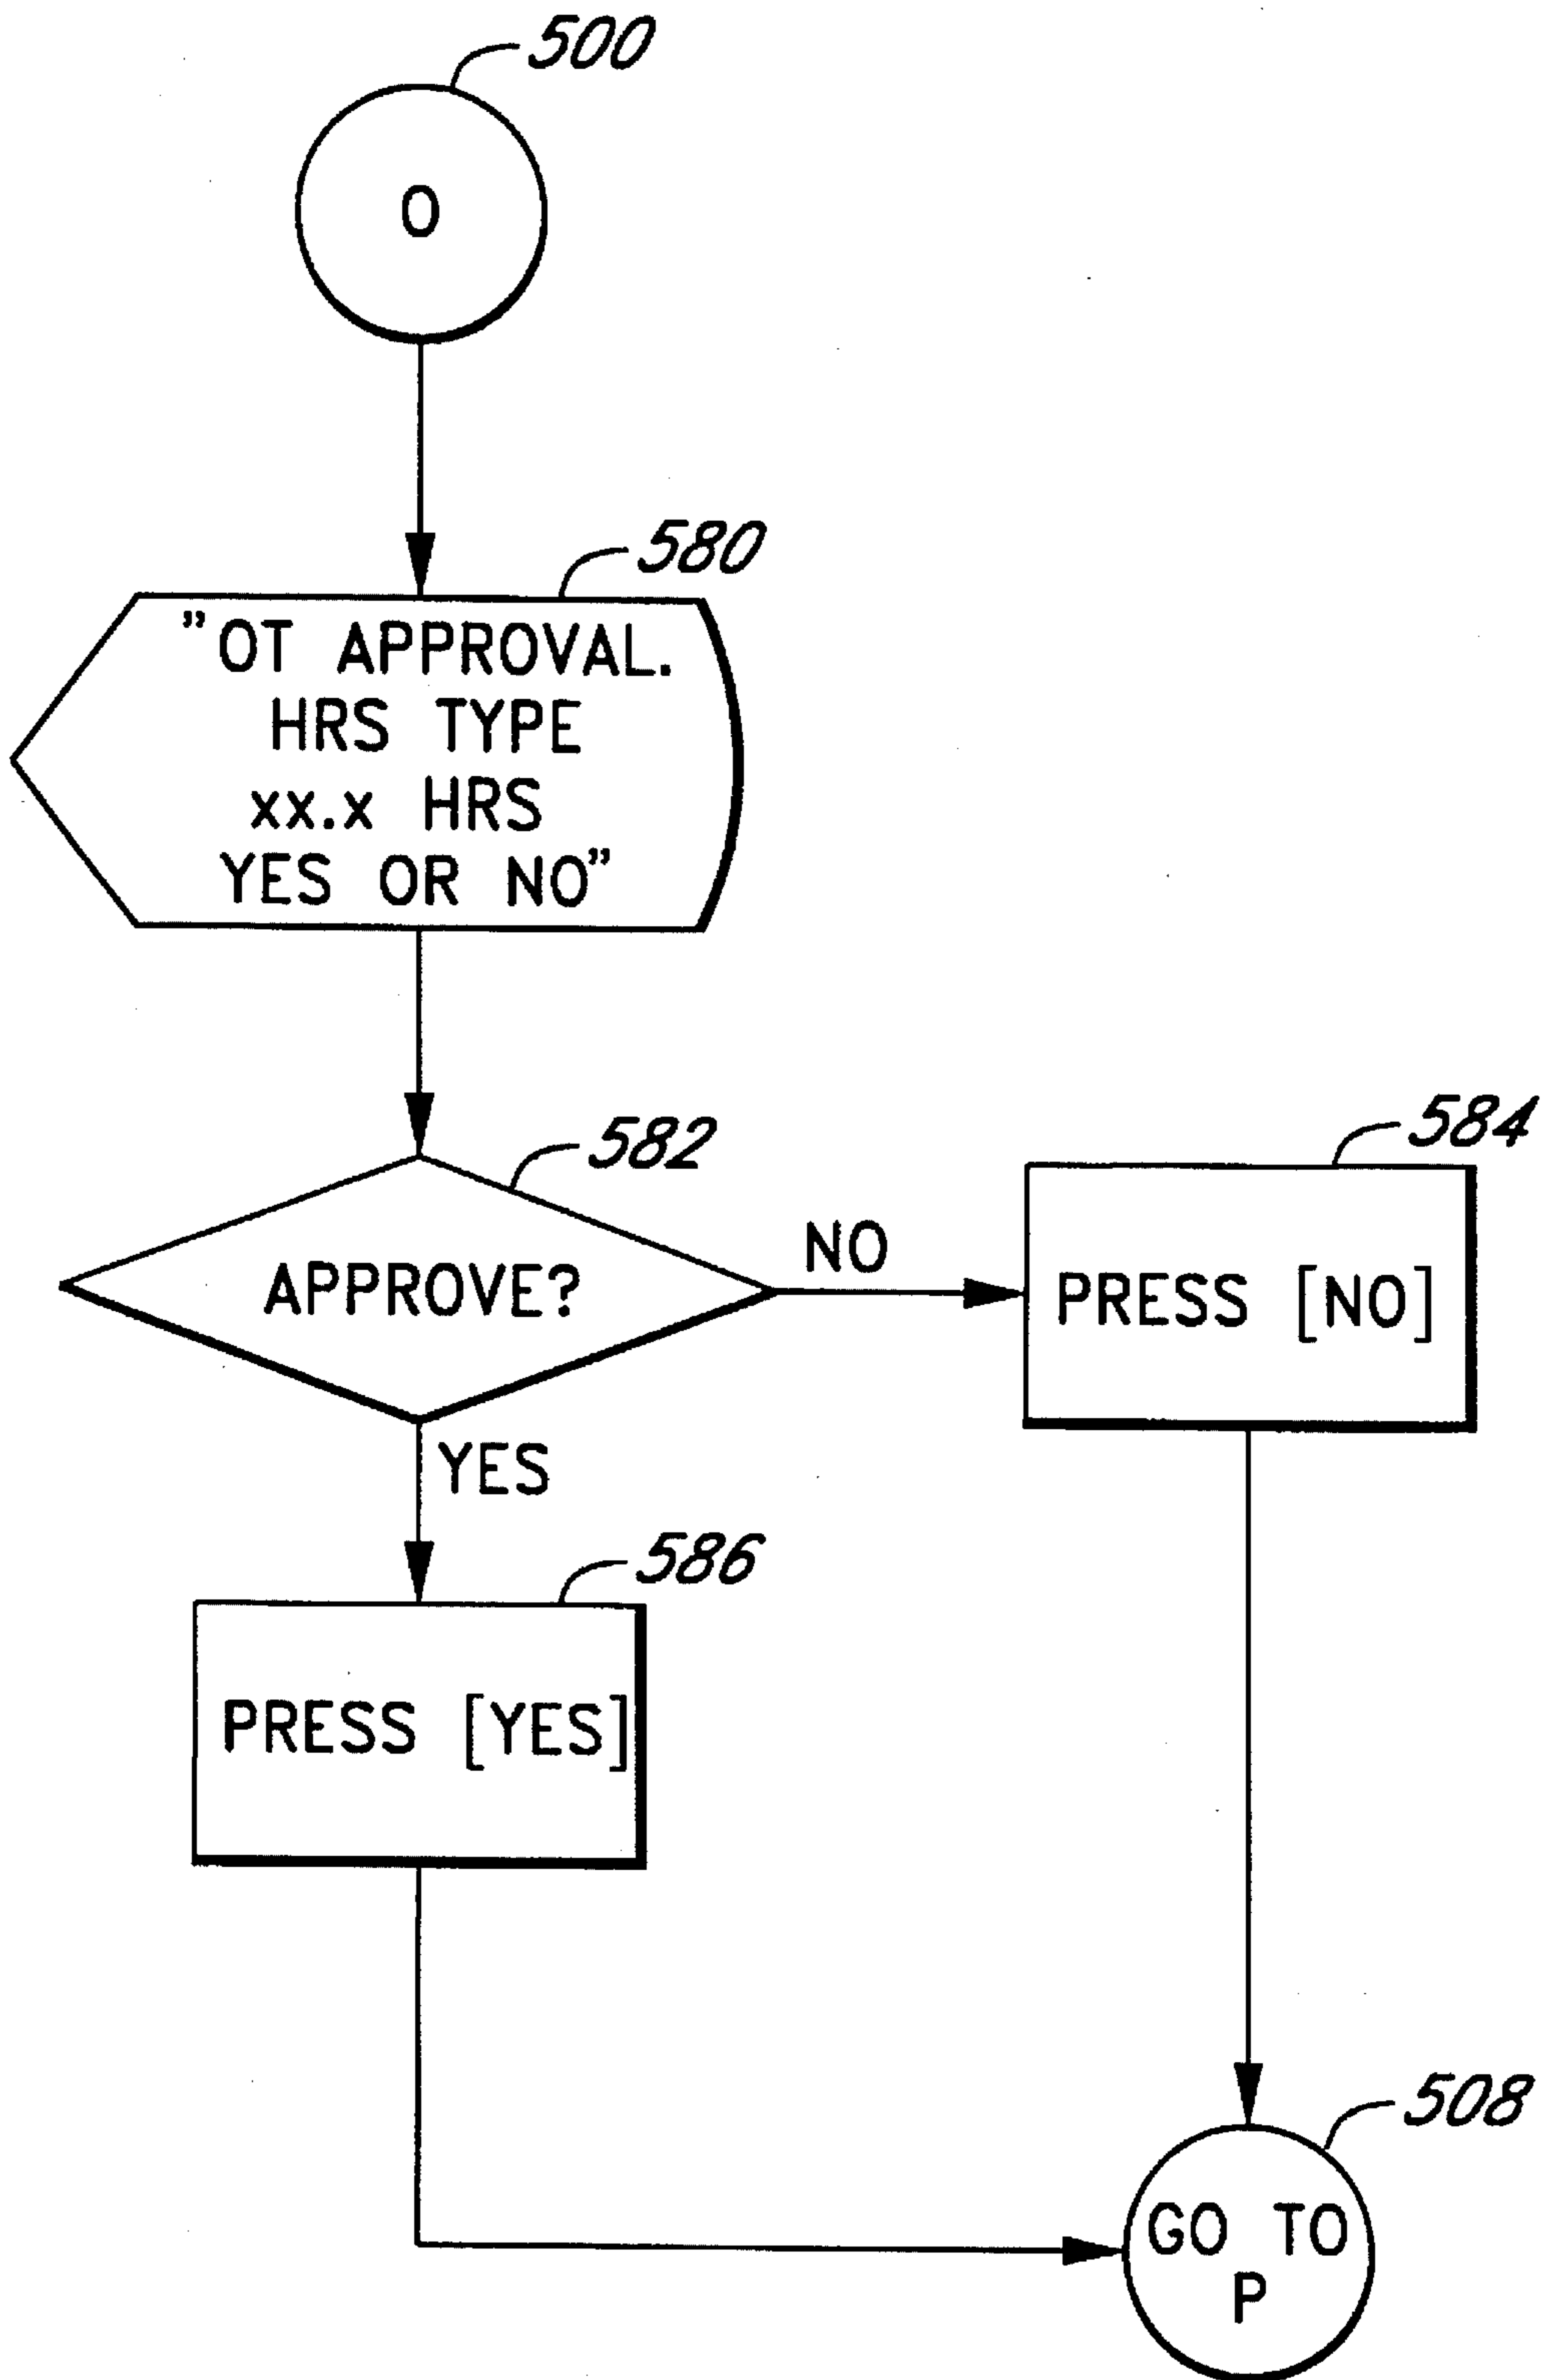 500
O
580
"OT APPROVAL.
HRS TYPE
xx.x HRS
YES OR NO"
582
584
APPROVE?
NO
PRESS [NO]
YES
586
PRESS [YES]
508
GO TO
P